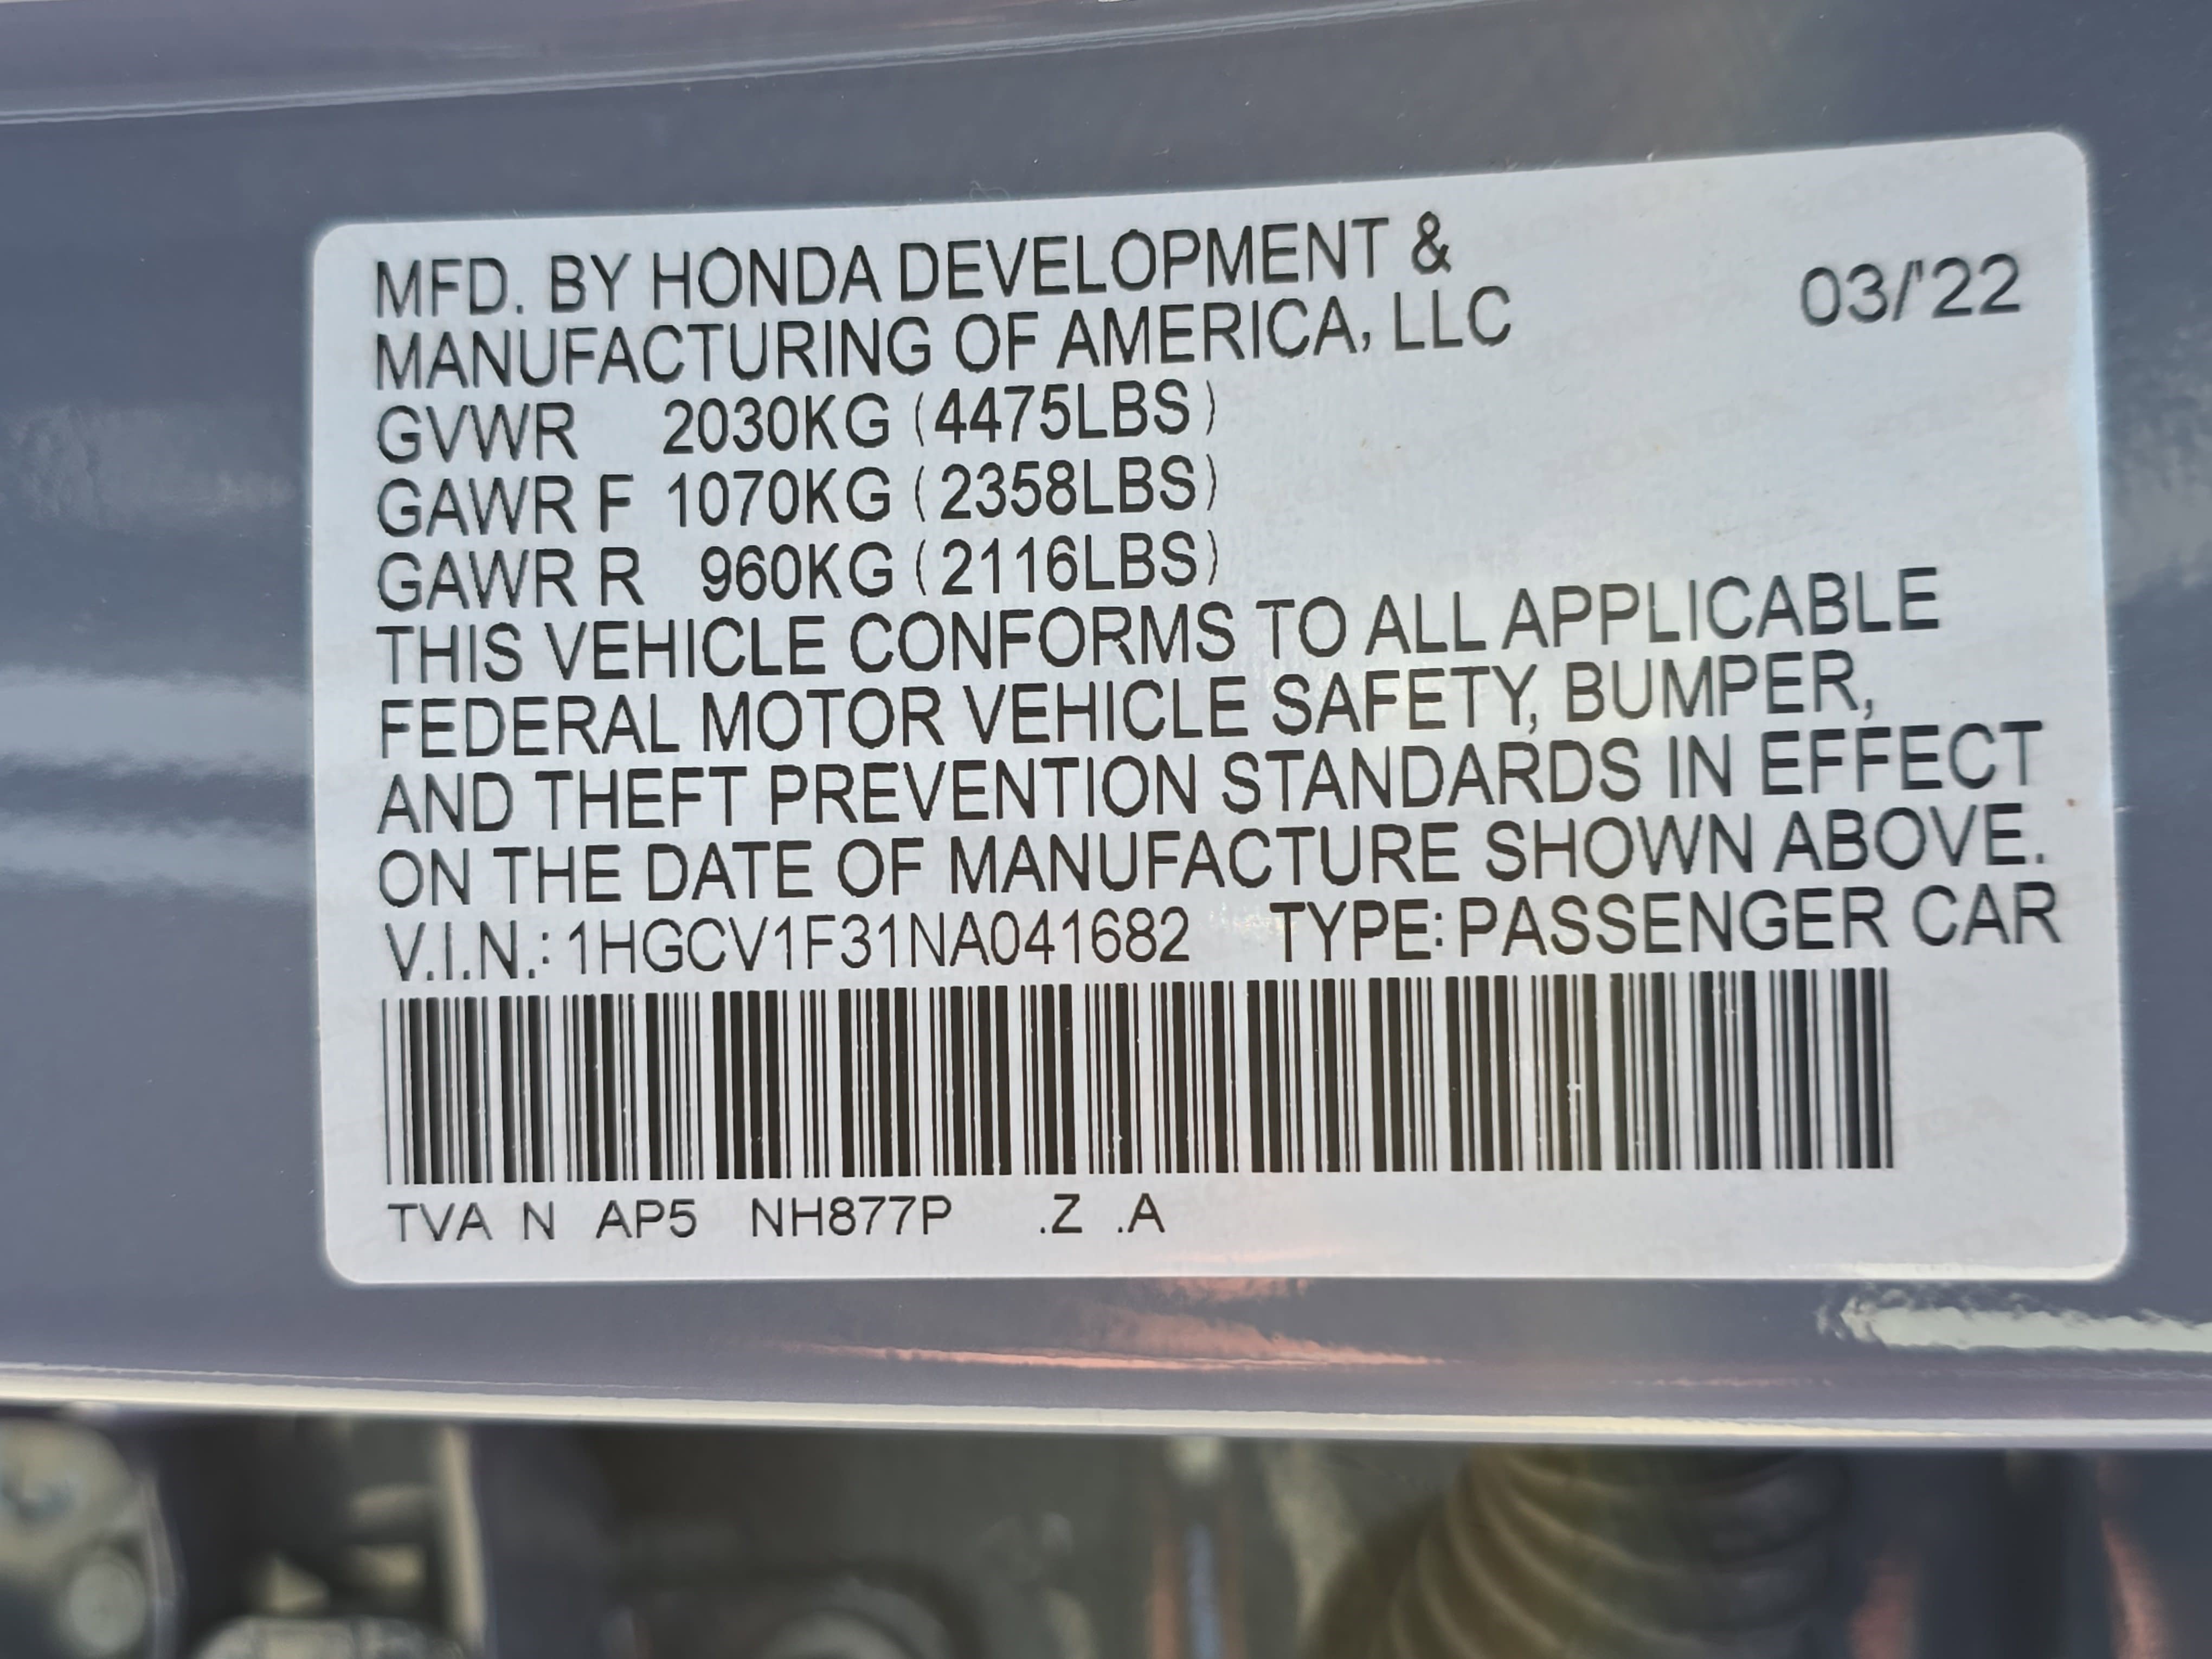 MFD. BY HONDA DEVELOPMENT &
MANUFACTURING OF AMERICA, LLC
03/'22
GVWR 2030KG (4475LBS)
GAWR F 1070KG (2358LBS)
GAWR R 960KG (2116LBS)
THIS VEHICLE CONFORMS TO ALL APPLICABLE
FEDERAL MOTOR VEHICLE SAFETY, BUMPER,
AND THEFT PREVENTION STANDARDS IN EFFECT
ON THE DATE OF MANUFACTURE SHOWN ABOVE.
V.I.N.: 1HGCV1F31NA041682 TYPE: PASSENGER CAR
TVA N AP5 NH877P .Z .A